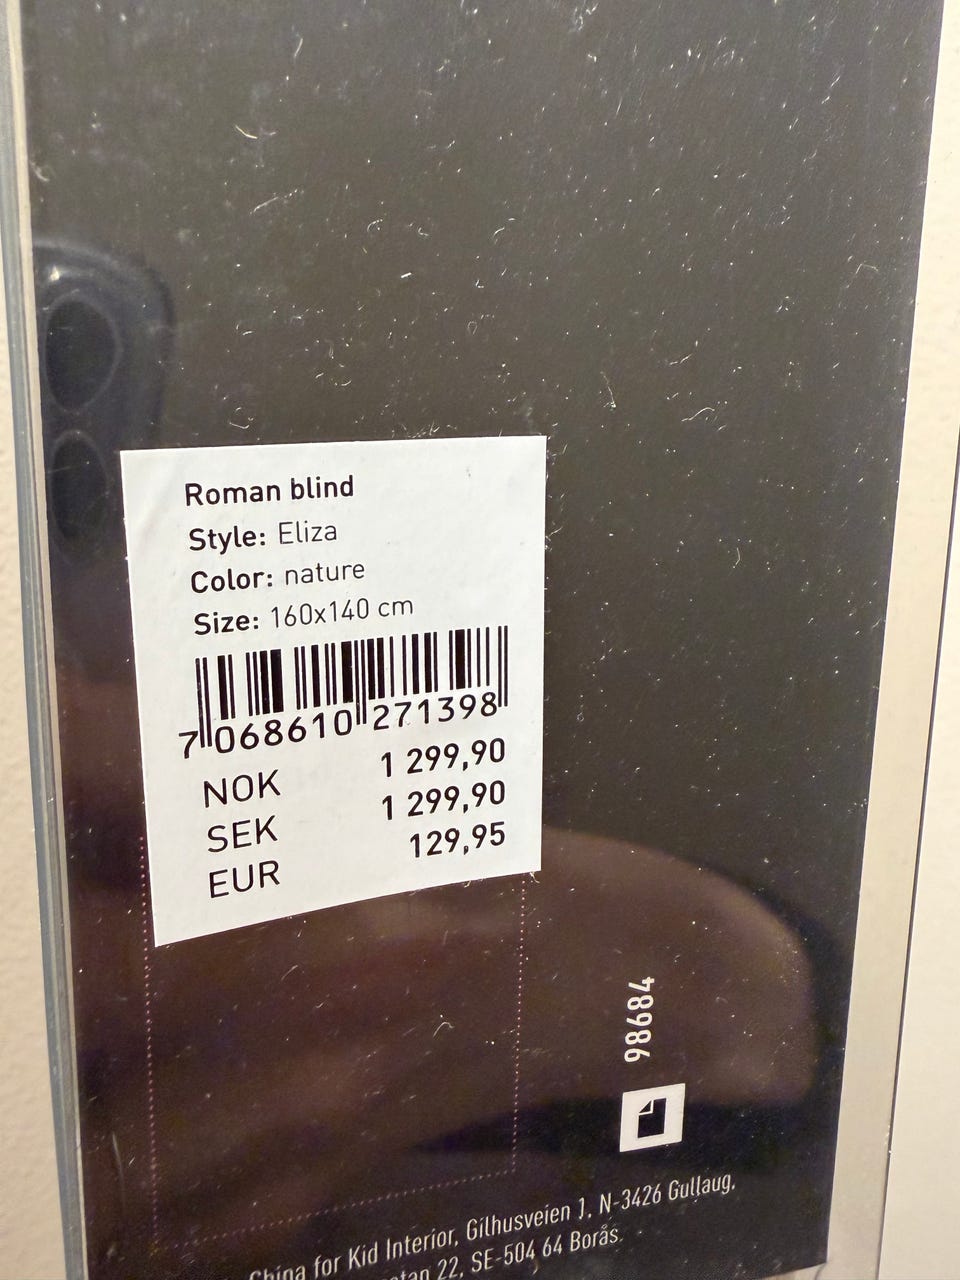 Roman blind
Style: Eliza
Color: nature
Size: 160x140 cm
7 068610 271398
NOK 1 299,90
SEK 1 299,90
EUR 129,95
98684
China for Kid Interior, Gilhusveien 1, N-3426 Gullaug,
22, SE-504 64 Borås.